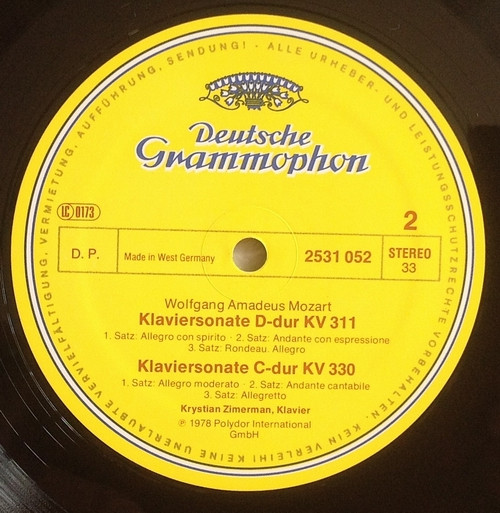 ALLE URHEBER- UND LEISTUNGSSCHUTZRECHTE VORBEHALTEN. KEIN VERLEIH! KEINE UNERLAUBTE VERVIELFÄLTIGUNG, VERMIETUNG, AUFFÜHRUNG, SENDUNG! ·
Deutsche
Grammophon
LC 0173
2
D. P.
Made in West Germany
2531 052
STEREO
33
Wolfgang Amadeus Mozart
Klaviersonate D-dur KV 311
1. Satz: Allegro con spirito · 2. Satz: Andante con espressione
3. Satz: Rondeau. Allegro
Klaviersonate C-dur KV 330
1. Satz: Allegro moderato · 2. Satz: Andante cantabile
3. Satz: Allegretto
Krystian Zimerman, Klavier
℗ 1978 Polydor International
GmbH